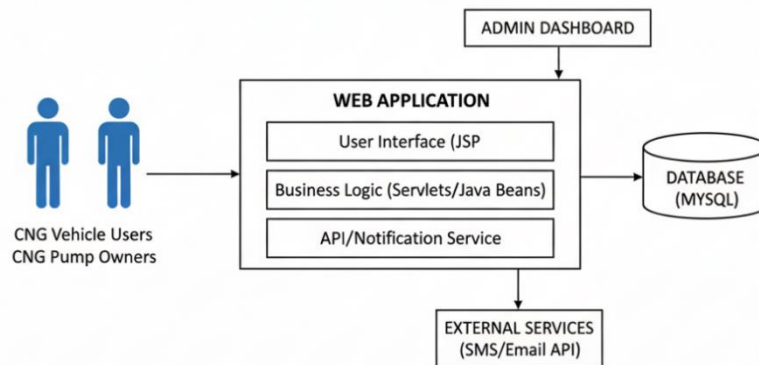 ADMIN DASHBOARD
WEB APPLICATION
User Interface (JSP
Business Logic (Servlets/Java Beans)
API/Notification Service
CNG Vehicle Users
CNG Pump Owners
DATABASE
(MYSQL)
EXTERNAL SERVICES
(SMS/Email API)